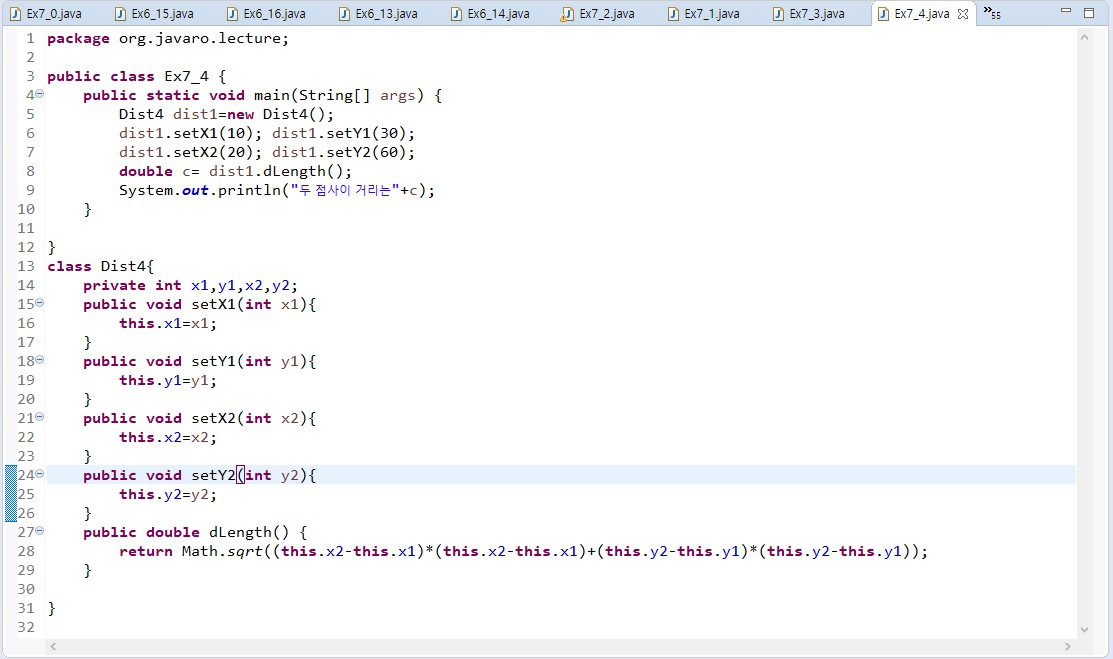 Ex7_0.java Ex6_15.java Ex6_16.java Ex6_13.java Ex6_14.java Ex7_2.java Ex7_1.java Ex7_3.java Ex7_4.java »55
1 package org.javaro.lecture;
2
3 public class Ex7_4 {
4 public static void main(String[] args) {
5 Dist4 dist1=new Dist4();
6 dist1.setX1(10); dist1.setY1(30);
7 dist1.setX2(20); dist1.setY2(60);
8 double c= dist1.dLength();
9 System.out.println("두 점사이 거리는"+c);
10 }
11
12 }
13 class Dist4{
14 private int x1,y1,x2,y2;
15 public void setX1(int x1){
16 this.x1=x1;
17 }
18 public void setY1(int y1){
19 this.y1=y1;
20 }
21 public void setX2(int x2){
22 this.x2=x2;
23 }
24 public void setY2(int y2){
25 this.y2=y2;
26 }
27 public double dLength() {
28 return Math.sqrt((this.x2-this.x1)*(this.x2-this.x1)+(this.y2-this.y1)*(this.y2-this.y1));
29 }
30
31 }
32